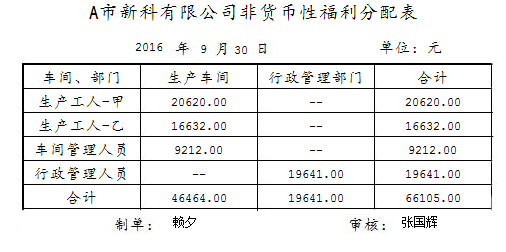 A市新科有限公司非货币性福利分配表
2016 年 9 月 30 日 单位：元
车间、部门 生产车间 行政管理部门 合计
生产工人-甲 20620.00 -- 20620.00
生产工人-乙 16632.00 -- 16632.00
车间管理人员 9212.00 -- 9212.00
行政管理人员 -- 19641.00 19641.00
合计 46464.00 19641.00 66105.00
制单： 赖夕 审核： 张国辉